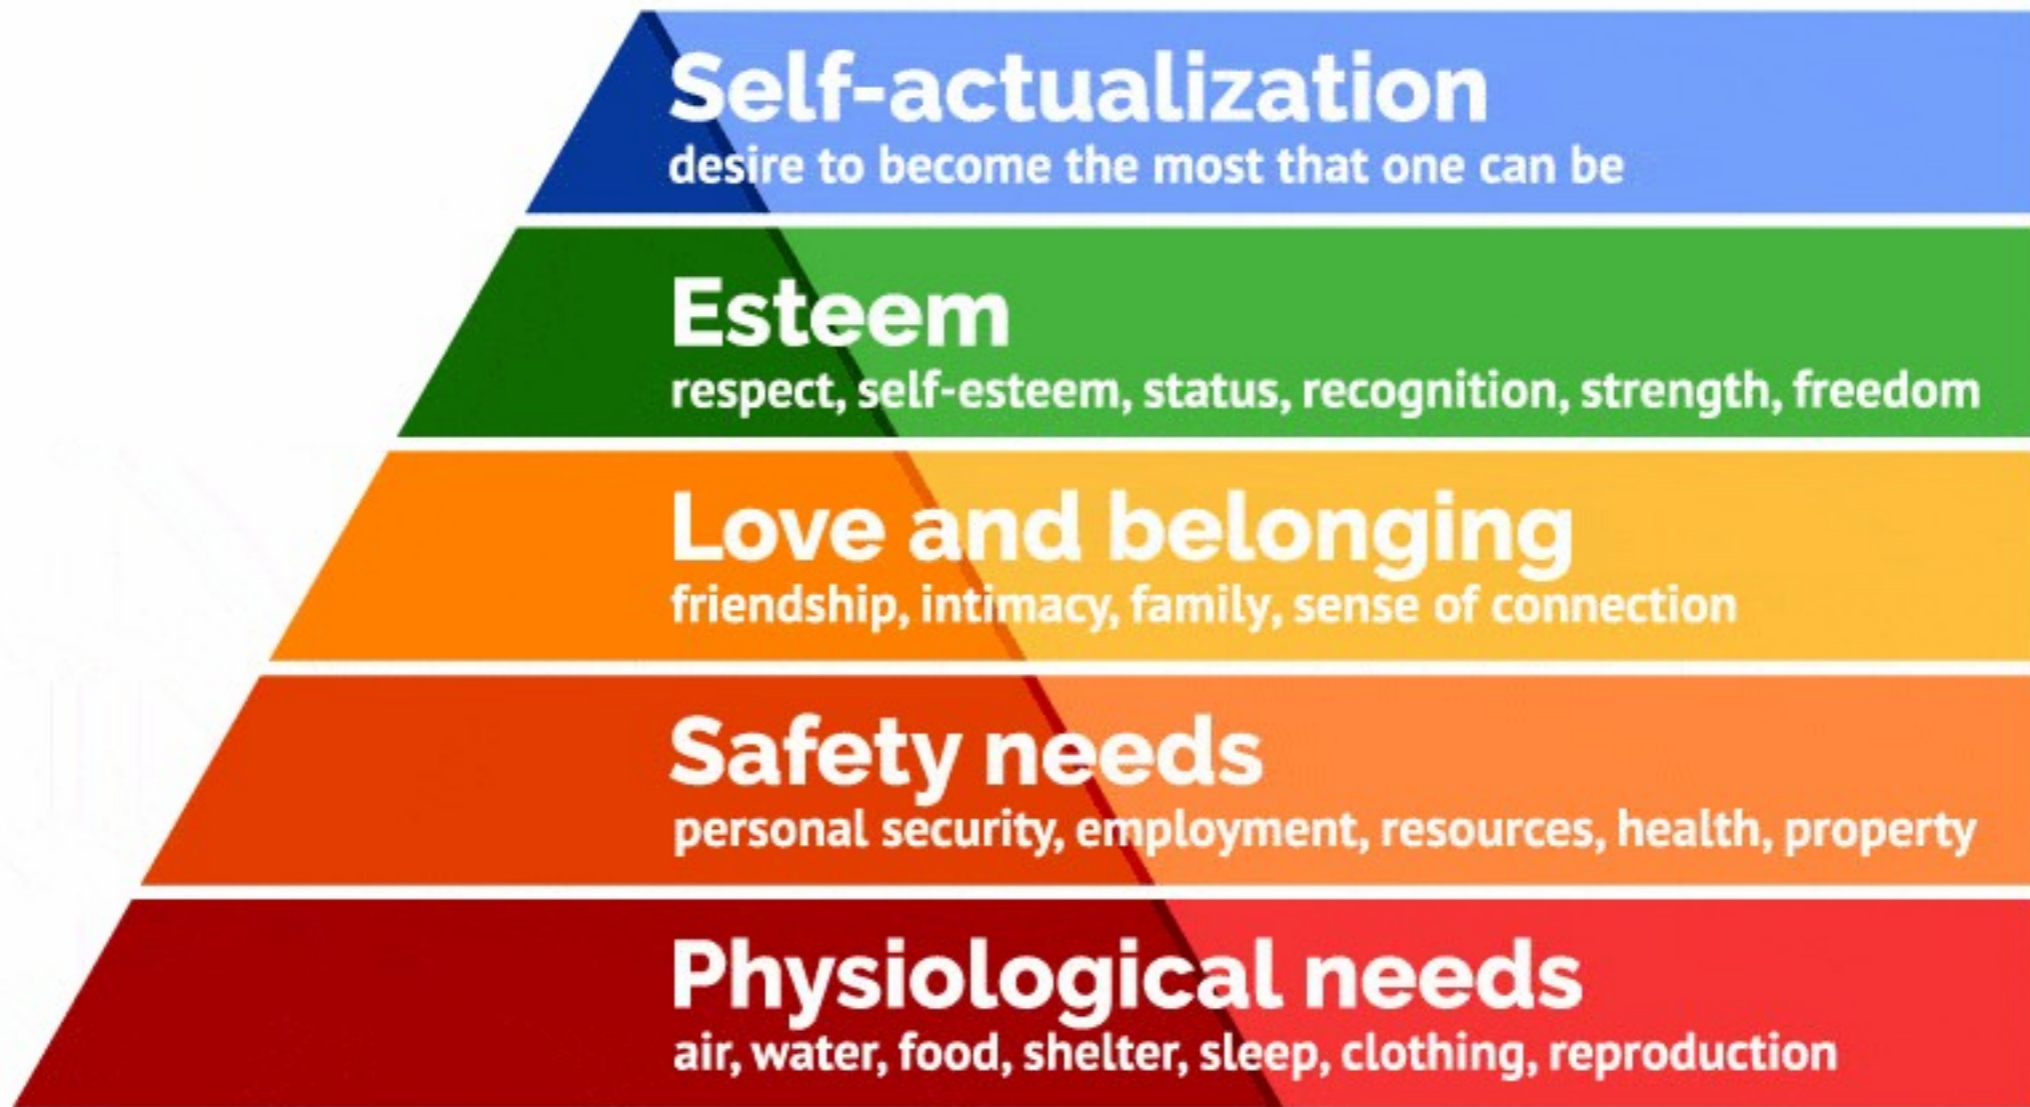 Self-actualization
desire to become the most that one can be
Esteem
respect, self-esteem, status, recognition, strength, freedom
Love and belonging
friendship, intimacy, family, sense of connection
Safety needs
personal security, employment, resources, health, property
Physiological needs
air, water, food, shelter, sleep, clothing, reproduction